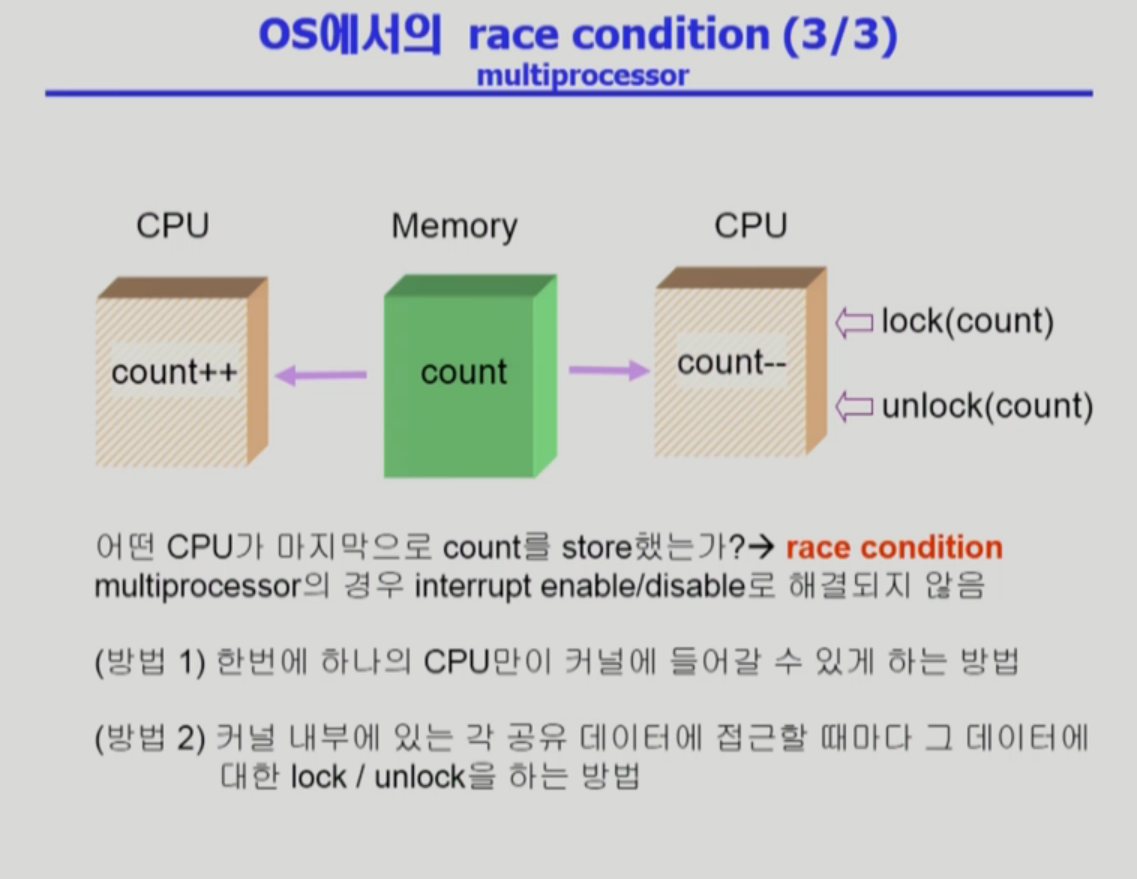 OS에서의 race condition (3/3)
multiprocessor
CPU
Memory
CPU
count++
count
count--
lock(count)
unlock(count)
어떤 CPU가 마지막으로 count를 store했는가?→ race condition
multiprocessor의 경우 interrupt enable/disable로 해결되지 않음
(방법 1) 한번에 하나의 CPU만이 커널에 들어갈 수 있게 하는 방법
(방법 2) 커널 내부에 있는 각 공유 데이터에 접근할 때마다 그 데이터에
대한 lock / unlock을 하는 방법